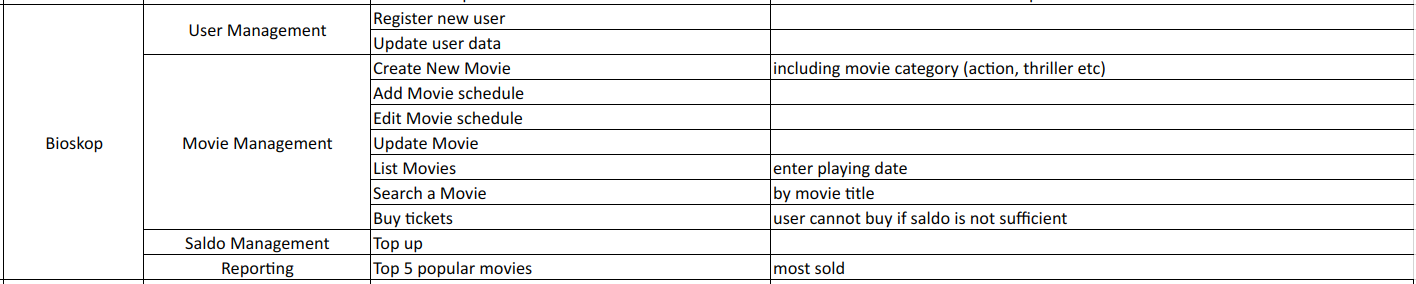 User Management
Register new user
Update user data
Bioskop
Movie Management
Create New Movie
including movie category (action, thriller etc)
Add Movie schedule
Edit Movie schedule
Update Movie
List Movies
enter playing date
Search a Movie
by movie title
Buy tickets
user cannot buy if saldo is not sufficient
Saldo Management
Top up
Reporting
Top 5 popular movies
most sold